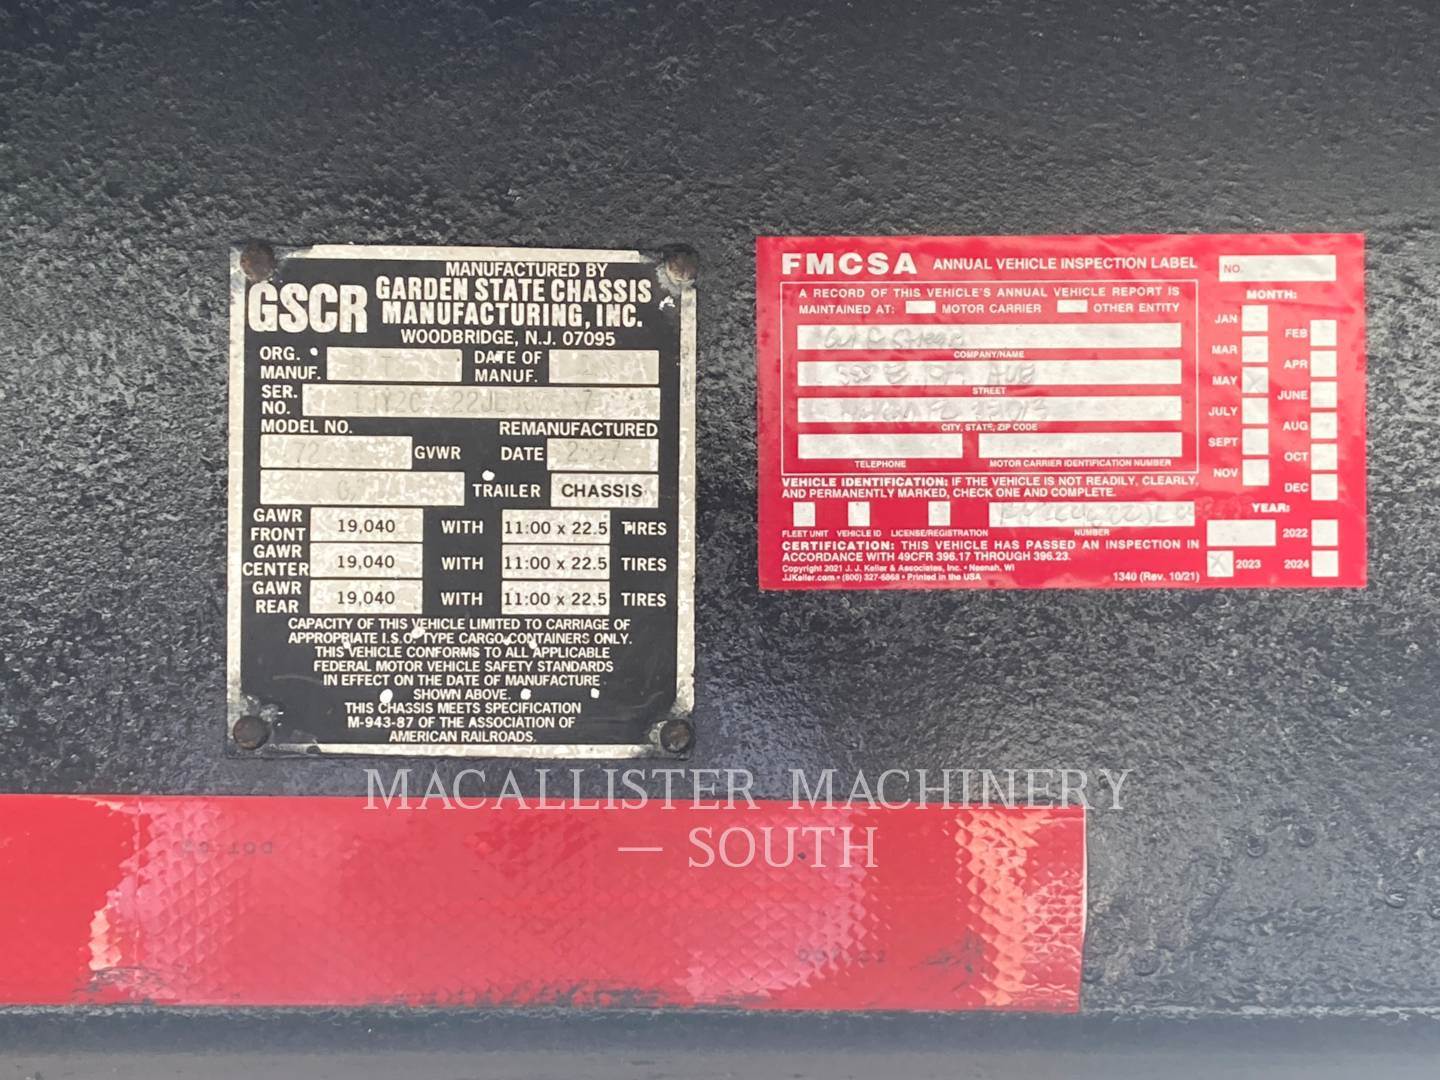 MANUFACTURED BY
GSCR GARDEN STATE CHASSIS
MANUFACTURING, INC.
WOODBRIDGE, N.J. 07095
ORG. MANUF.
DATE OF MANUF.
SER. NO.
MODEL NO.
REMANUFACTURED
GVWR DATE
TRAILER CHASSIS
GAWR FRONT 19,040 WITH 11:00 x 22.5 TIRES
GAWR CENTER 19,040 WITH 11:00 x 22.5 TIRES
GAWR REAR 19,040 WITH 11:00 x 22.5 TIRES
CAPACITY OF THIS VEHICLE LIMITED TO CARRIAGE OF
APPROPRIATE I.S.O. TYPE CARGO CONTAINERS ONLY.
THIS VEHICLE CONFORMS TO ALL APPLICABLE
FEDERAL MOTOR VEHICLE SAFETY STANDARDS
IN EFFECT ON THE DATE OF MANUFACTURE
SHOWN ABOVE.
THIS CHASSIS MEETS SPECIFICATION
M-943-87 OF THE ASSOCIATION OF
AMERICAN RAILROADS.
FMCSA ANNUAL VEHICLE INSPECTION LABEL
NO.
A RECORD OF THIS VEHICLE'S ANNUAL VEHICLE REPORT IS
MAINTAINED AT: MOTOR CARRIER OTHER ENTITY
COMPANY/NAME
AVE
STREET
CITY, STATE, ZIP CODE
TELEPHONE MOTOR CARRIER IDENTIFICATION NUMBER
MONTH:
JAN FEB
MAR APR
MAY JUNE
JULY AUG
SEPT OCT
NOV DEC
VEHICLE IDENTIFICATION: IF THE VEHICLE IS NOT READILY, CLEARLY,
AND PERMANENTLY MARKED, CHECK ONE AND COMPLETE.
FLEET UNIT VEHICLE ID LICENSE/REGISTRATION NUMBER
YEAR:
2022
X 2023 2024
CERTIFICATION: THIS VEHICLE HAS PASSED AN INSPECTION IN
ACCORDANCE WITH 49CFR 396.17 THROUGH 396.23.
Copyright 2021 J. J. Keller & Associates, Inc. • Neenah, WI
JJKeller.com • (800) 327-6868 • Printed in the USA
1340 (Rev. 10/21)
MACALLISTER MACHINERY
— SOUTH